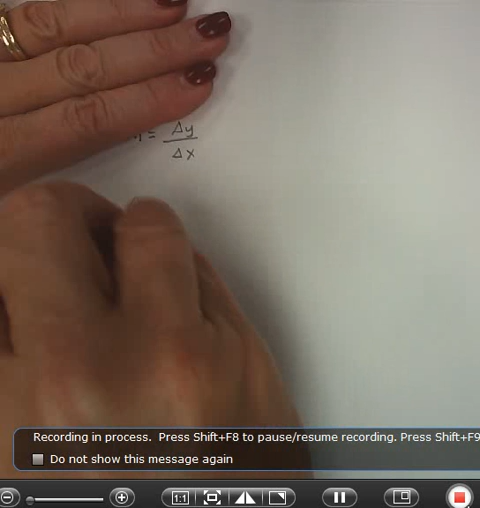 = Δy
Δx
Recording in process. Press Shift+F8 to pause/resume recording. Press Shift+F9
Do not show this message again
1:1